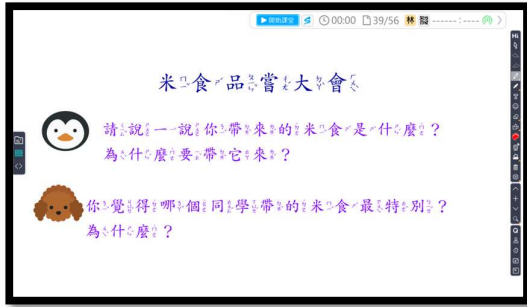 開始課堂 00:00 39/56 林 ------ : ----
Hi
米食品嘗大會
請說一說你帶來的米食是什麼？
為什麼要帶它來？
你覺得哪個同學帶的米食最特別？
為什麼？